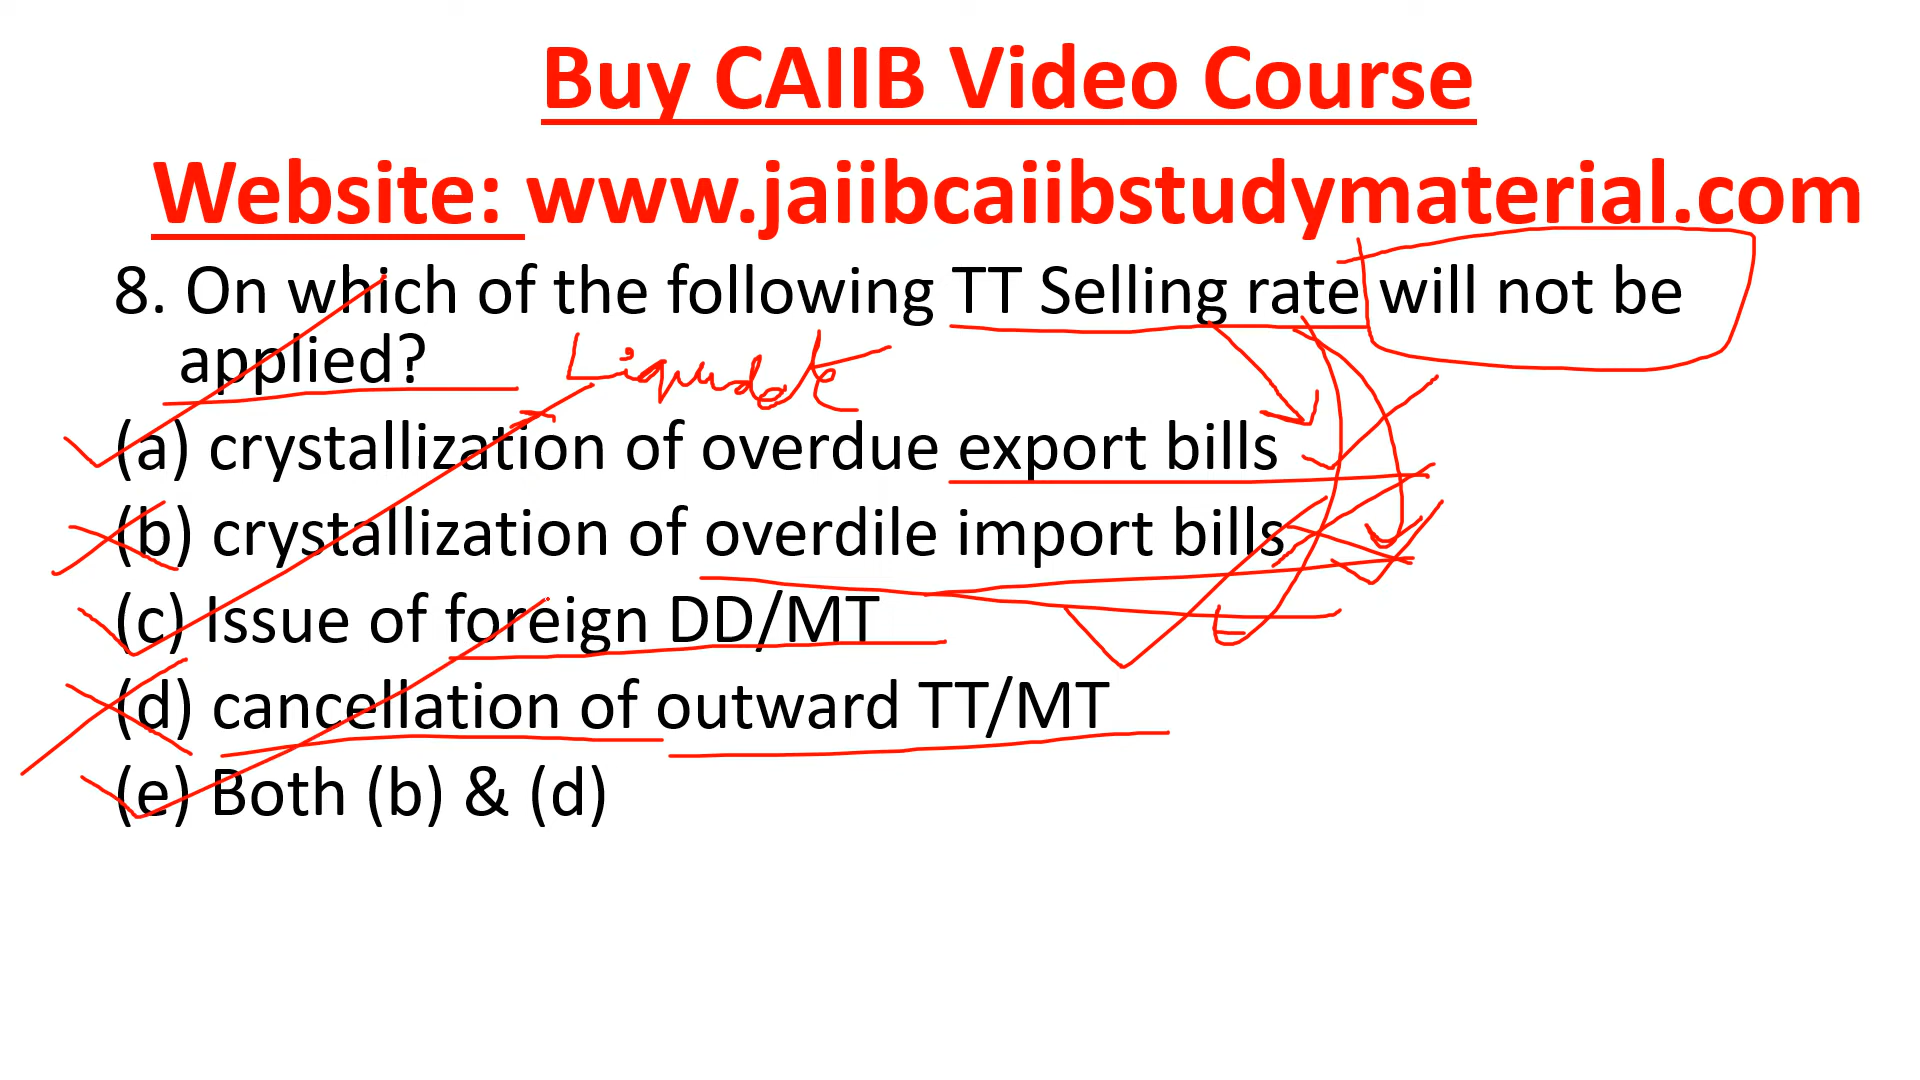 Buy CAIIB Video Course
Website: www.jaiibcaiibstudymaterial.com
8. On which of the following TT Selling rate will not be
applied?
Liquidate
(a) crystallization of overdue export bills
(b) crystallization of overdile import bills
(c) Issue of foreign DD/MT
(d) cancellation of outward TT/MT
(e) Both (b) & (d)